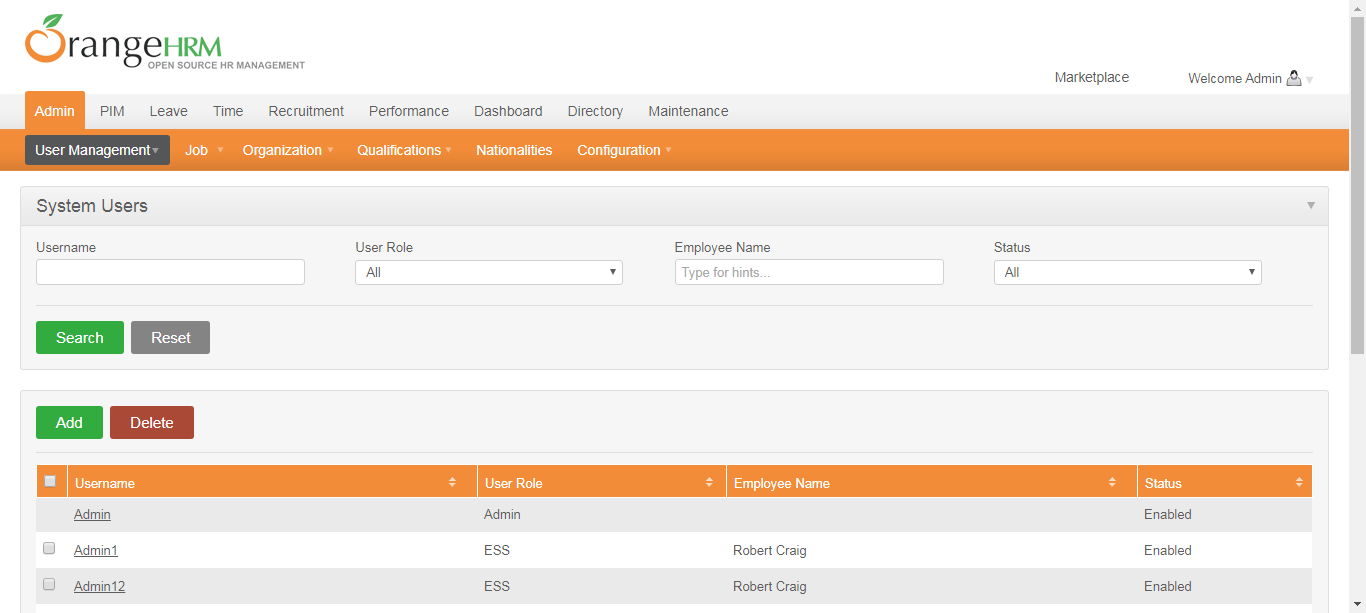 OrangeHRM
OPEN SOURCE HR MANAGEMENT
Marketplace Welcome Admin
Admin PIM Leave Time Recruitment Performance Dashboard Directory Maintenance
User Management Job Organization Qualifications Nationalities Configuration
System Users
Username User Role Employee Name Status
All Type for hints... All
Search Reset
Add Delete
Username User Role Employee Name Status
Admin Admin Enabled
Admin1 ESS Robert Craig Enabled
Admin12 ESS Robert Craig Enabled